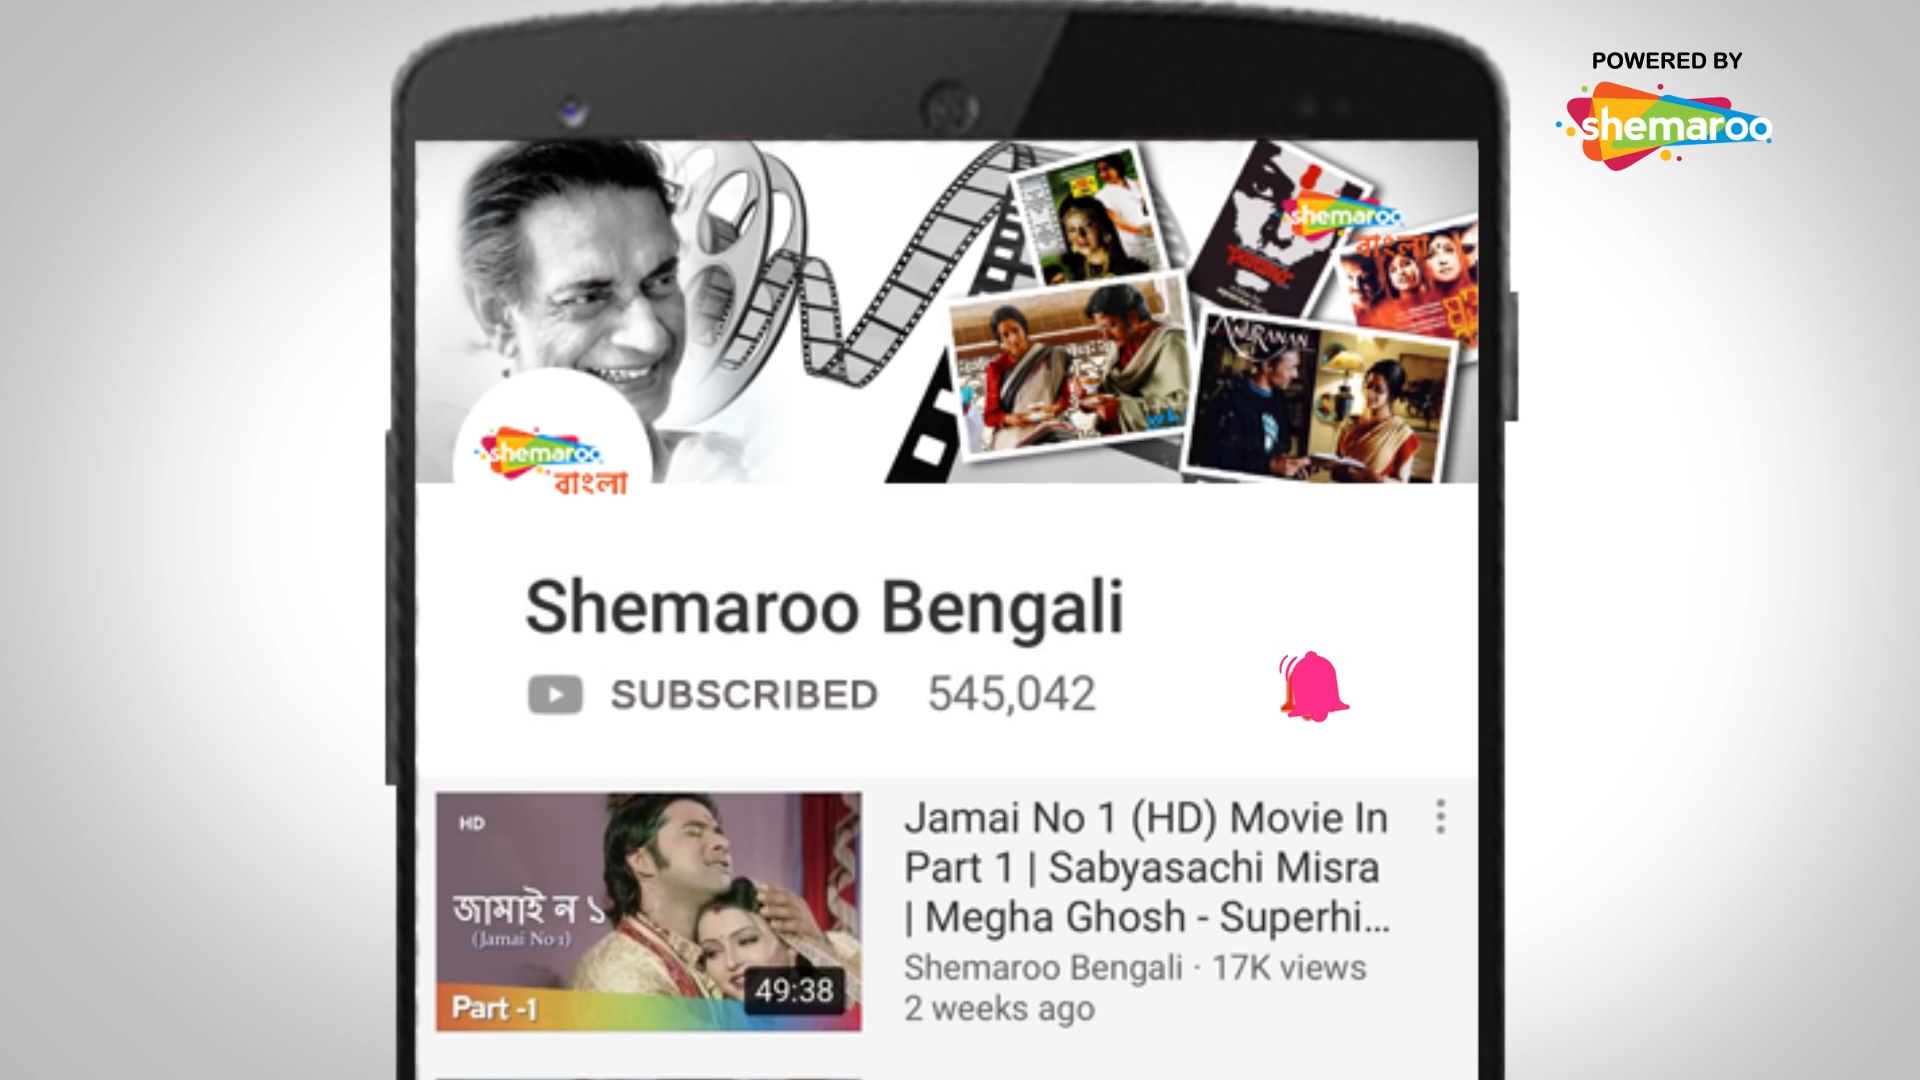 POWERED BY
shemaroo
shemaroo
বাংলা
ANURANAN
shemaroo
বাংলা
Shemaroo Bengali
SUBSCRIBED 545,042
HD
জামাই ন ১
(Jamai No 1)
Part -1
49:38
Jamai No 1 (HD) Movie In
Part 1 | Sabyasachi Misra
| Megha Ghosh - Superhi...
Shemaroo Bengali · 17K views
2 weeks ago